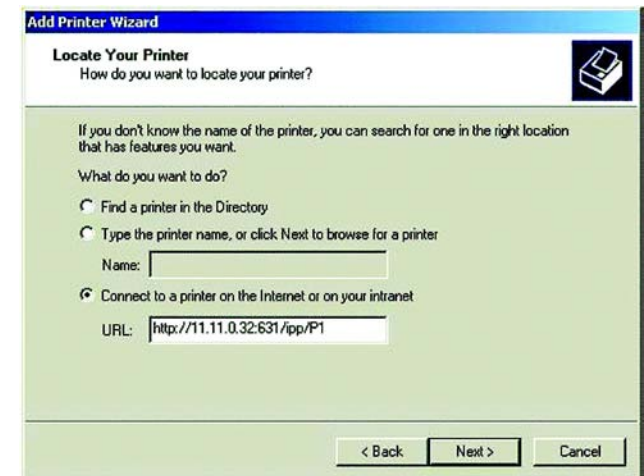 Add Printer Wizard
Locate Your Printer
How do you want to locate your printer?
If you don't know the name of the printer, you can search for one in the right location
that has features you want.
What do you want to do?
Find a printer in the Directory
Type the printer name, or click Next to browse for a printer
Name:
Connect to a printer on the Internet or on your intranet
URL: http://11.11.0.32:631/ipp/P1
< Back Next > Cancel